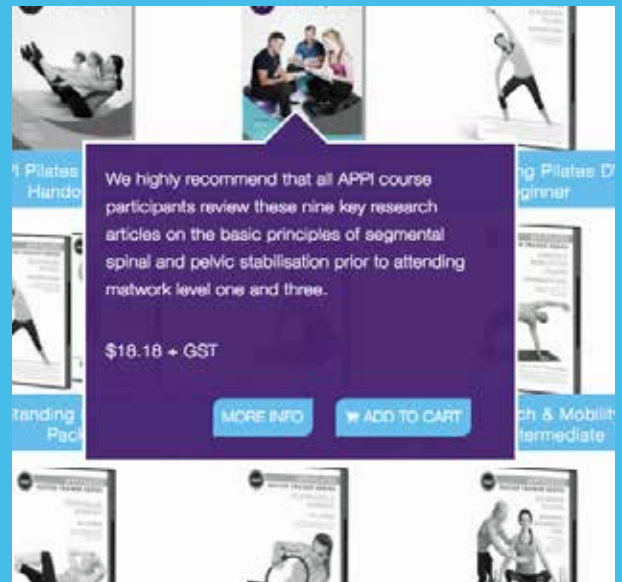 Pilates
Hando
ng Pilates D
ginner
We highly recommend that all APPI course
participants review these nine key research
articles on the basic principles of segmental
spinal and pelvic stabilisation prior to attending
matwork level one and three.
$18.18 + GST
MORE INFO
ADD TO CART
tanding
Pack
ch & Mobilit
termediate